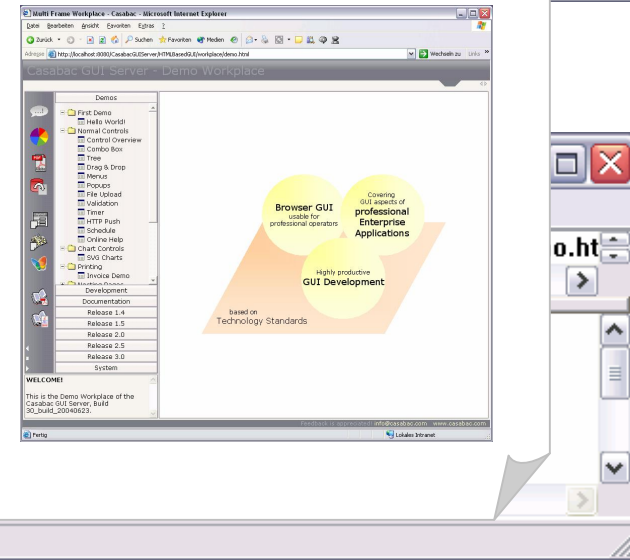 Multi Frame Workplace - Casabac - Microsoft Internet Explorer
Datei Bearbeiten Ansicht Favoriten Extras ?
Zurück Suchen Favoriten Medien
Adresse http://localhost:8080/CasabacGUIServer/HTMLBasedGUI/workplace/demo.html Wechseln zu Links
Casabac GUI Server - Demo Workplace
Demos
First Demo
Hello World!
Normal Controls
Control Overview
Combo Box
Tree
Drag & Drop
Menus
Popups
File Upload
Validation
Timer
HTTP Push
Schedule
Online Help
Chart Controls
SVG Charts
Printing
Invoice Demo
Development
Documentation
Release 1.4
Release 1.5
Release 2.0
Release 2.5
Release 3.0
System
WELCOME!
This is the Demo Workplace of the
Casabac GUI Server, Build
30_build_20040623.
Browser GUI
usable for
professional operators
Covering
GUI aspects of
professional
Enterprise
Applications
Highly productive
GUI Development
based on
Technology Standards
Feedback is appreciated! info@casabac.com www.casabac.com
Fertig Lokales Intranet
o.ht